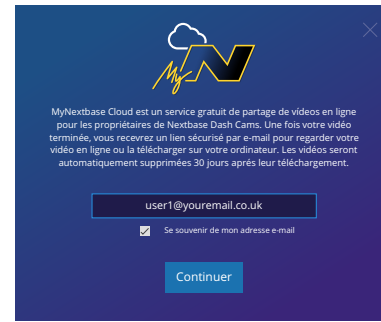 My N
MyNextbase Cloud est un service gratuit de partage de vídeos en ligne
pour les propriétaires de Nextbase Dash Cams. Une fois votre vidéo
terminée, vous recevrez un lien sécurisé par e-mail pour regarder votre
vidéo en ligne ou la télécharger sur votre ordinateur. Les vidéos seront
automatiquement supprimées 30 jours aprés leur téléchargement.
user1@youremail.co.uk
Se souvenir de mon adresse e-mail
Continuer